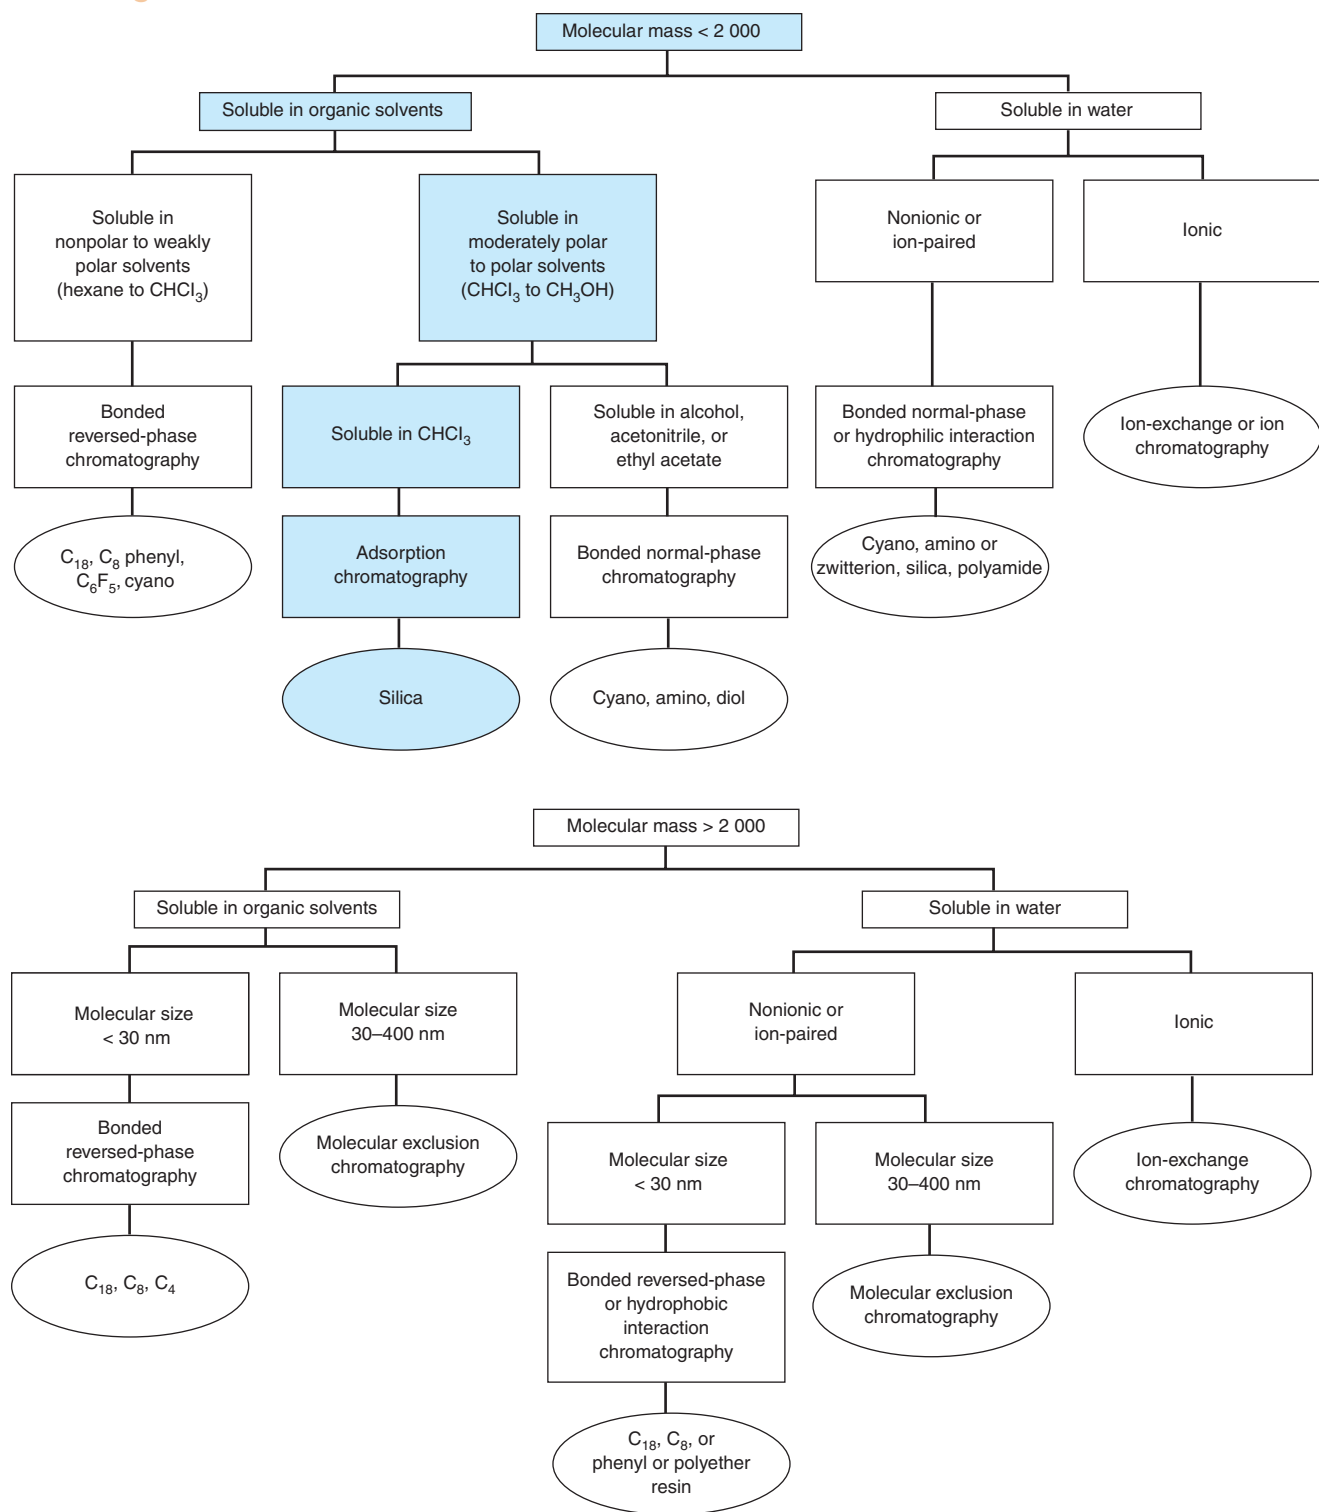 Molecular mass < 2 000
Soluble in organic solvents
Soluble in water
Soluble in
nonpolar to weakly
polar solvents
(hexane to CHCl₃)
Soluble in
moderately polar
to polar solvents
(CHCl₃ to CH₃OH)
Nonionic or
ion-paired
Ionic
Bonded
reversed-phase
chromatography
Soluble in CHCl₃
Soluble in alcohol,
acetonitrile, or
ethyl acetate
Bonded normal-phase
or hydrophilic interaction
chromatography
Ion-exchange or ion
chromatography
C₁₈, C₈ phenyl,
C₆F₅, cyano
Adsorption
chromatography
Bonded normal-phase
chromatography
Cyano, amino or
zwitterion, silica, polyamide
Silica
Cyano, amino, diol
Molecular mass > 2 000
Soluble in organic solvents
Soluble in water
Molecular size
< 30 nm
Molecular size
30–400 nm
Nonionic or
ion-paired
Ionic
Bonded
reversed-phase
chromatography
Molecular exclusion
chromatography
Molecular size
< 30 nm
Molecular size
30–400 nm
Ion-exchange
chromatography
C₁₈, C₈, C₄
Bonded reversed-phase
or hydrophobic
interaction
chromatography
Molecular exclusion
chromatography
C₁₈, C₈, or
phenyl or polyether
resin